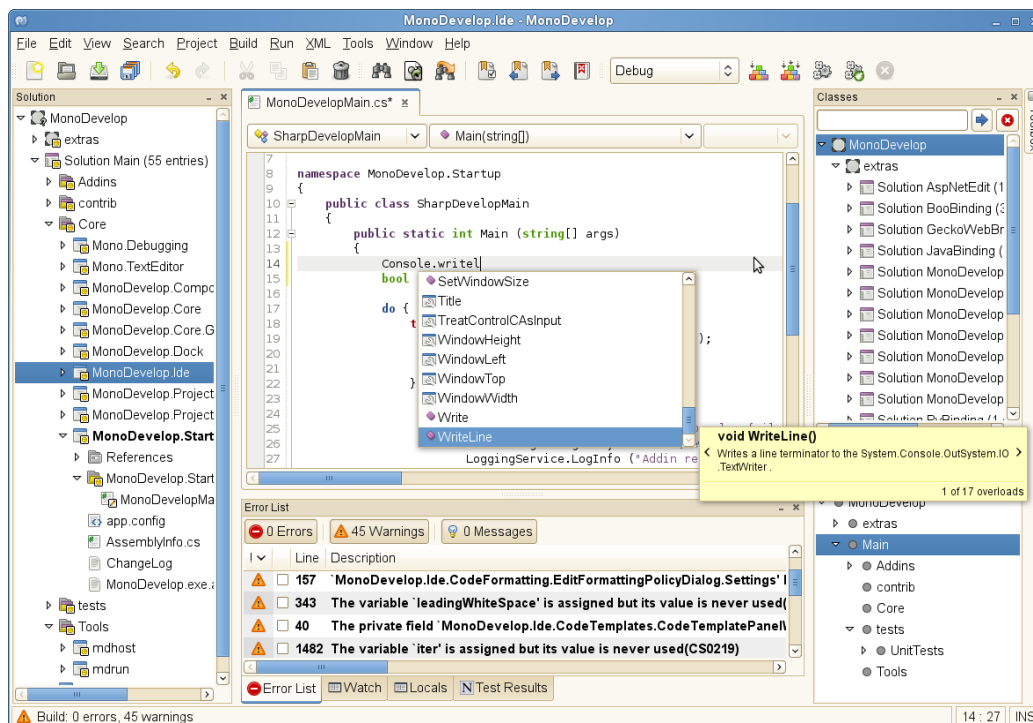 MonoDevelop.Ide - MonoDevelop
File Edit View Search Project Build Run XML Tools Window Help
Debug
Solution
MonoDevelop
extras
Solution Main (55 entries)
Addins
contrib
Core
Mono.Debugging
Mono.TextEditor
MonoDevelop.Compo
MonoDevelop.Core
MonoDevelop.Core.G
MonoDevelop.Dock
MonoDevelop.Ide
MonoDevelop.Project
MonoDevelop.Project
MonoDevelop.Start
References
MonoDevelop.Start
MonoDevelopMa
app.config
AssemblyInfo.cs
ChangeLog
MonoDevelop.exe.a
tests
Tools
mdhost
mdrun
MonoDevelopMain.cs*
SharpDevelopMain Main(string[])
7
8 namespace MonoDevelop.Startup
9 {
10 public class SharpDevelopMain
11 {
12 public static int Main (string[] args)
13 {
14 Console.writel
15 bool
16
17 do {
18 t
19 );
20
21
22 }
23
24
25
26
27 LoggingService.LogInfo ("Addin re
SetWindowSize
Title
TreatControlCAsInput
WindowHeight
WindowLeft
WindowTop
WindowWidth
Write
WriteLine
void WriteLine()
Writes a line terminator to the System.Console.OutSystem.IO
.TextWriter .
1 of 17 overloads
Error List
0 Errors 45 Warnings 0 Messages
! Line Description
157 `MonoDevelop.Ide.CodeFormatting.EditFormattingPolicyDialog.Settings'
343 The variable `leadingWhiteSpace' is assigned but its value is never used(
40 The private field `MonoDevelop.Ide.CodeTemplates.CodeTemplatePanel
1482 The variable `iter' is assigned but its value is never used(CS0219)
Error List Watch Locals Test Results
Classes
MonoDevelop
extras
Solution AspNetEdit (1
Solution BooBinding (3
Solution GeckoWebBr
Solution JavaBinding (
Solution MonoDevelop
Solution MonoDevelop
Solution MonoDevelop
Solution MonoDevelop
Solution MonoDevelop
Solution MonoDevelop
Solution PyBinding (1
MonoDevelop
extras
Main
Addins
contrib
Core
tests
UnitTests
Tools
Build: 0 errors, 45 warnings
14 : 27 INS